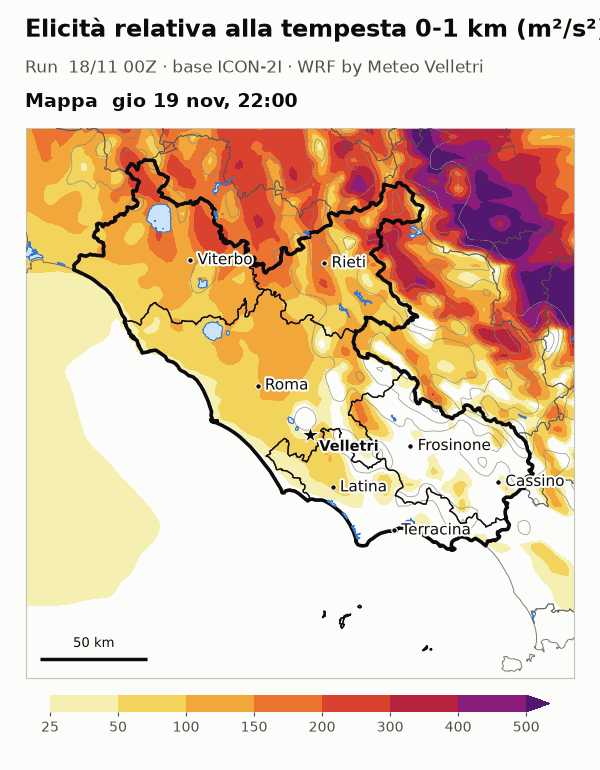 Elicità relativa alla tempesta 0-1 km (m²/s²)
Run  18/11 00Z · base ICON-2I · WRF by Meteo Velletri
Mappa  gio 19 nov, 22:00
Viterbo
Rieti
Roma
Velletri
Frosinone
Latina
Cassino
Terracina
50 km
25 50 100 150 200 300 400 500